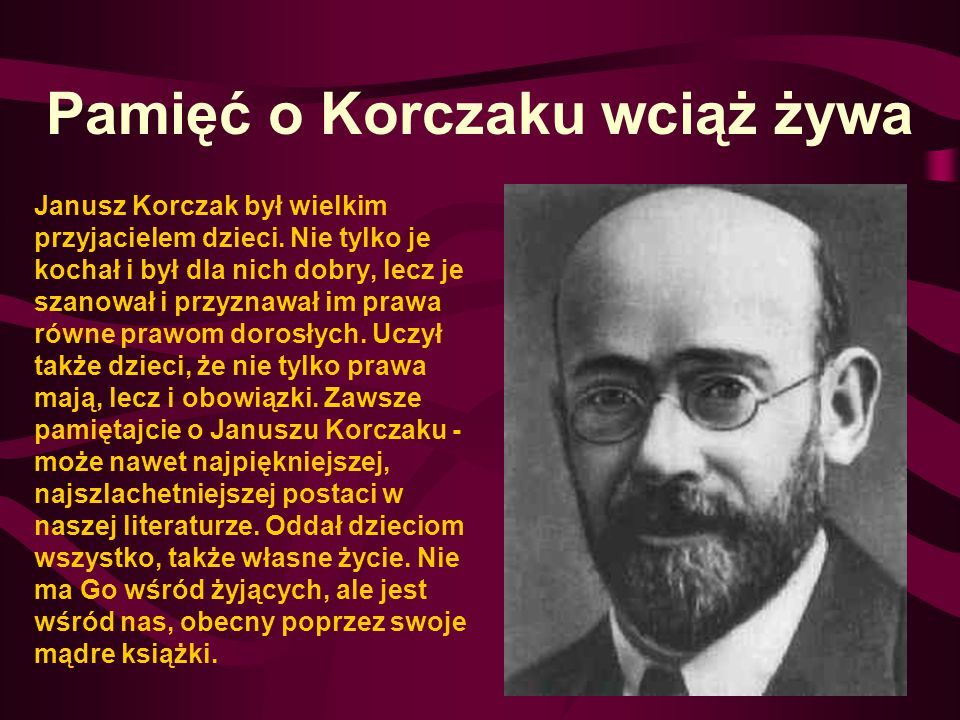 Pamięć o Korczaku wciąż żywa
Janusz Korczak był wielkim
przyjacielem dzieci. Nie tylko je
kochał i był dla nich dobry, lecz je
szanował i przyznawał im prawa
równe prawom dorosłych. Uczył
także dzieci, że nie tylko prawa
mają, lecz i obowiązki. Zawsze
pamiętajcie o Januszu Korczaku -
może nawet najpiękniejszej,
najszlachetniejszej postaci w
naszej literaturze. Oddał dzieciom
wszystko, także własne życie. Nie
ma Go wśród żyjących, ale jest
wśród nas, obecny poprzez swoje
mądre książki.